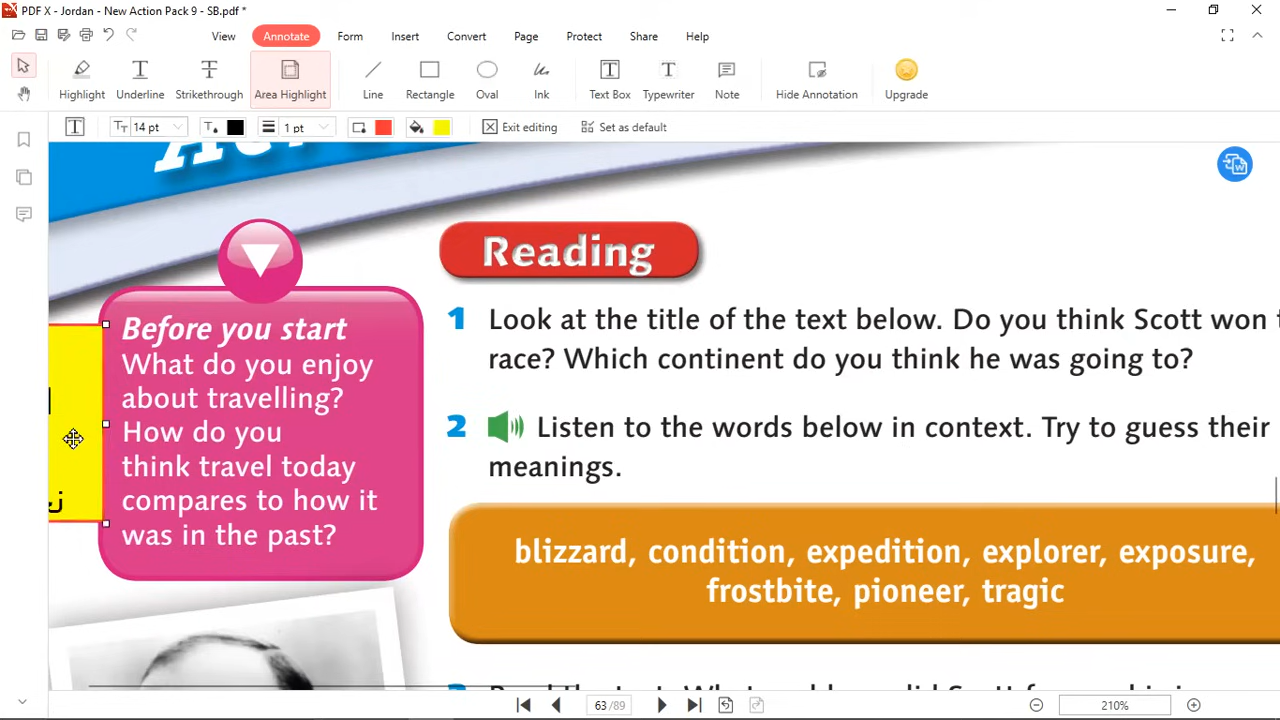 PDF X - Jordan - New Action Pack 9 - SB.pdf *
View Annotate Form Insert Convert Page Protect Share Help
Highlight Underline Strikethrough Area Highlight Line Rectangle Oval Ink Text Box Typewriter Note Hide Annotation Upgrade
14 pt 1 pt Exit editing Set as default
Before you start
What do you enjoy
about travelling?
How do you
think travel today
compares to how it
was in the past?
Reading
1 Look at the title of the text below. Do you think Scott won
race? Which continent do you think he was going to?
2 Listen to the words below in context. Try to guess their
meanings.
blizzard, condition, expedition, explorer, exposure,
frostbite, pioneer, tragic
63 /89 210%